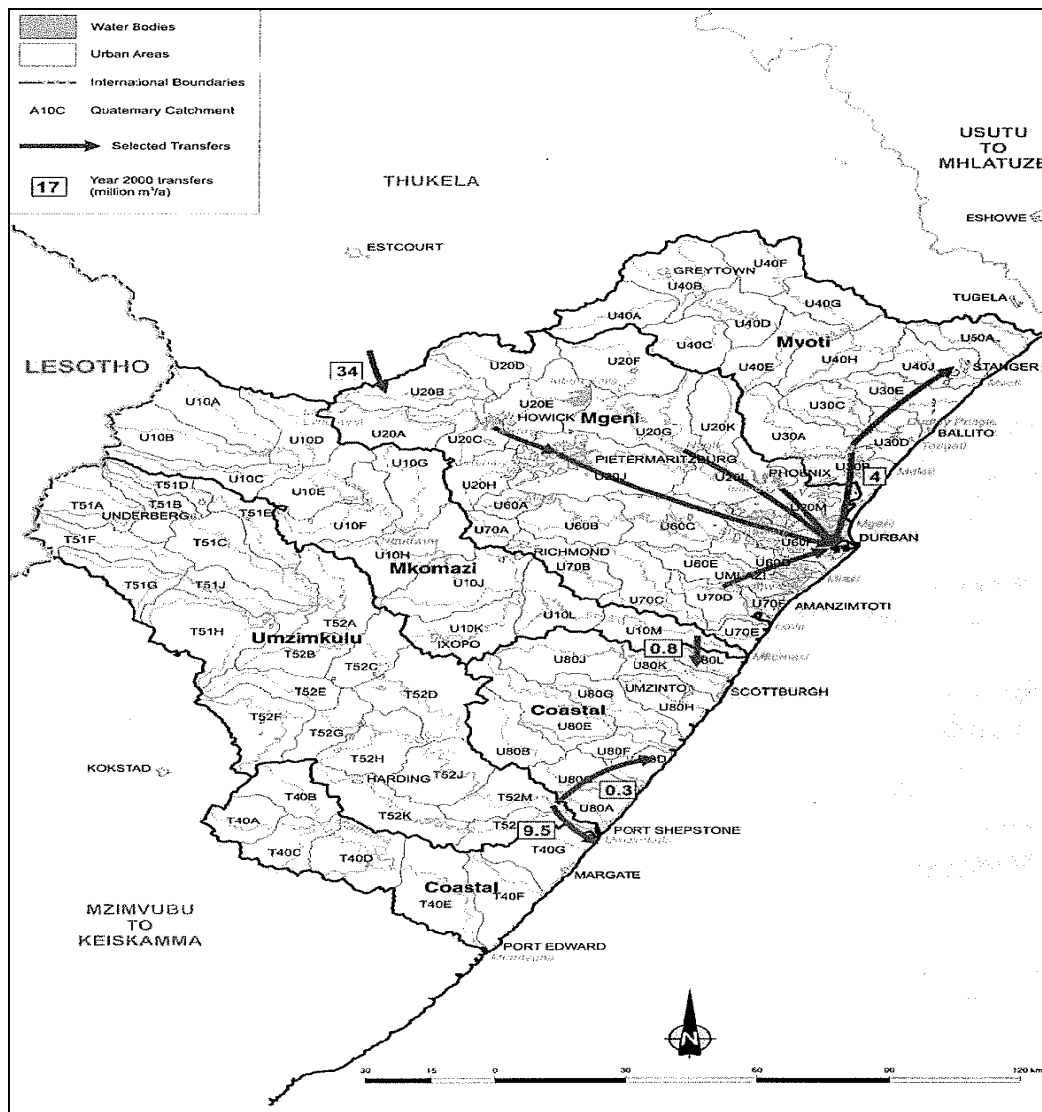 Water Bodies
Urban Areas
International Boundaries
A10C Quaternary Catchment
Selected Transfers
17 Year 2000 transfers
(million m³/a)
USUTU
TO
MHLATUZE
THUKELA
ESHOWE
ESTCOURT
TUGELA
GREYTOWN
U40F
U40B
U40G
U40A
U40D
U40C
Mvoti
U50A
U40H
U40E
U40J
STANGER
LESOTHO
34
U20D
U20F
U20B
U20E
HOWICK
Mgeni
U30E
U30C
U10A
U20A
U20C
U20G
U20K
U30A
U30D
BALLITO
U10B
U10D
U10G
PIETERMARITZBURG
PHOENIX
4
U10C
U10E
U20H
U20J
U20L
U20M
T51D
T51B
T51A
UNDERBERG
T51E
U60A
DURBAN
U10F
U70A
U60B
U60C
T51F
T51C
U10H
RICHMOND
U60E
Mkomazi
U70B
UMLAZI
T51G
T51J
U10J
U70C
U70D
AMANZIMTOTI
U10L
T52A
T51H
Umzimkulu
U10K
IXOPO
U10M
U70E
T52B
0.8
T52C
U80J
U80K
80L
T52E
T52D
UMZINTO
SCOTTBURGH
U80G
U80H
Coastal
T52F
U80E
T52G
U80B
U80F
KOKSTAD
T52H
HARDING
T52J
0.3
T40B
T52M
U80A
T40A
T52K
9.5
PORT SHEPSTONE
T40C
T40D
T40G
MARGATE
Coastal
T40E
T40F
MZIMVUBU
TO
KEISKAMMA
PORT EDWARD
N
30 15 0 30 60 90 120 km